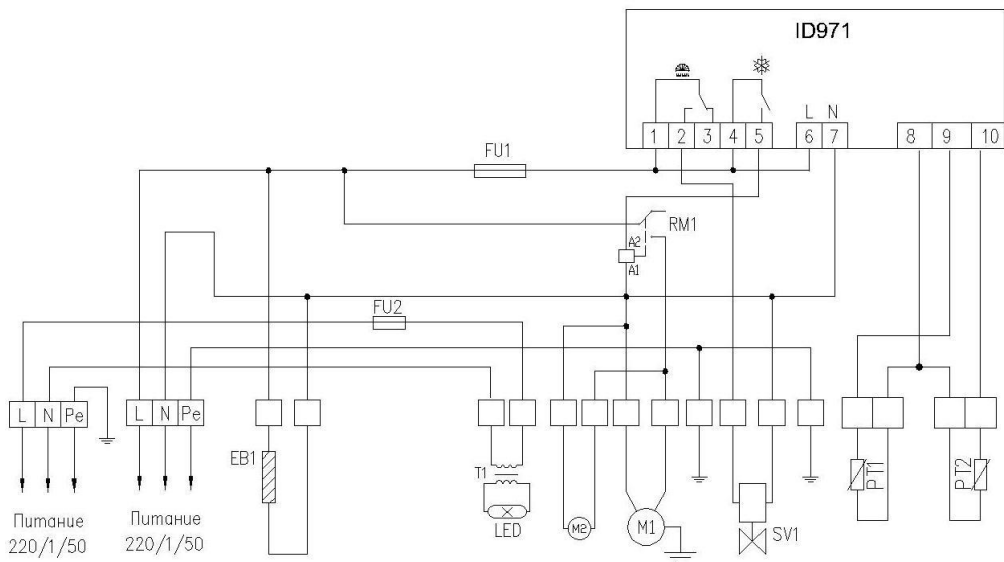 ID971
L N
1 2 3 4 5 6 7 8 9 10
FU1
RM1
A2
A1
FU2
L N Pe
L N Pe
EB1
T1
LED
M2
M1
SV1
PT1
PT2
Питание
220/1/50
Питание
220/1/50